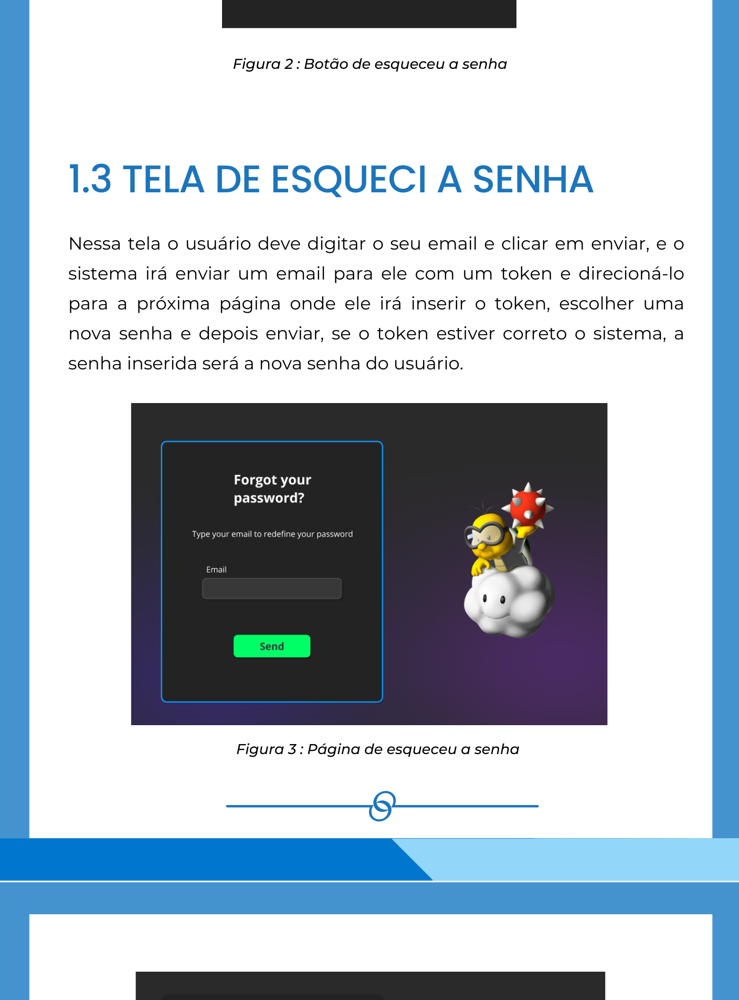 Figura 2 : Botão de esqueceu a senha
1.3 TELA DE ESQUECI A SENHA
Nessa tela o usuário deve digitar o seu email e clicar em enviar, e o
sistema irá enviar um email para ele com um token e direcioná-lo
para a próxima página onde ele irá inserir o token, escolher uma
nova senha e depois enviar, se o token estiver correto o sistema, a
senha inserida será a nova senha do usuário.
Forgot your
password?
Type your email to redefine your password
Email
Send
Figura 3 : Página de esqueceu a senha